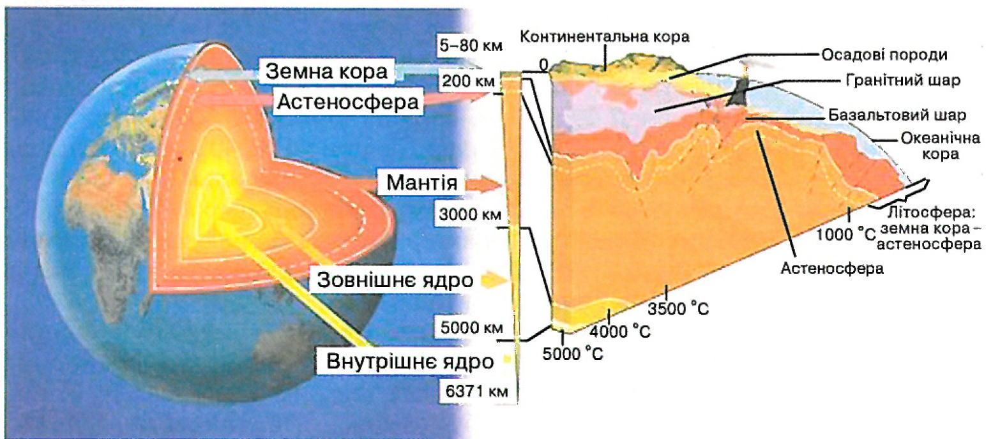 5–80 км
Земна кора
200 км
Астеносфера
Мантія
3000 км
Зовнішнє ядро
5000 км
Внутрішнє ядро
6371 км
0
Континентальна кора
Осадові породи
Гранітний шар
Базальтовий шар
Океанічна
кора
Літосфера:
земна кора–
астеносфера
1000 °C
Астеносфера
3500 °C
4000 °C
5000 °C